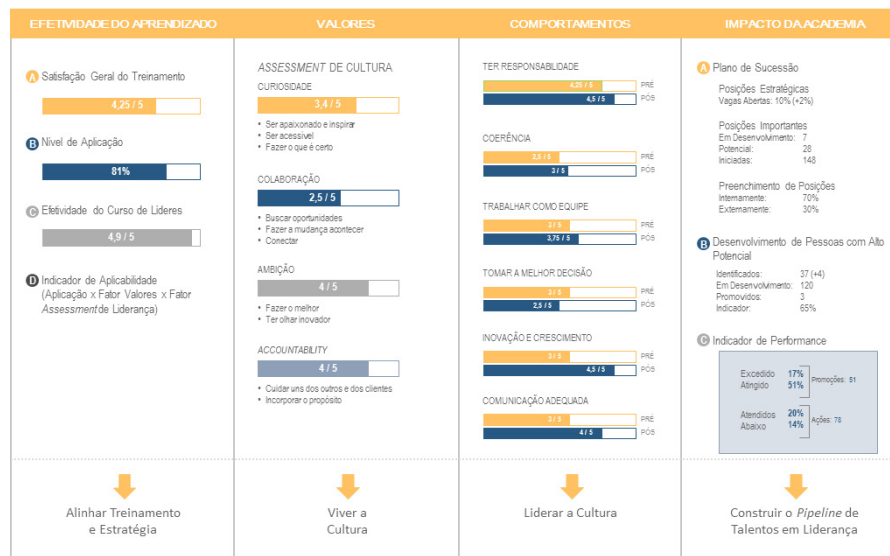 EFETIVIDADE DO APRENDIZADO
A Satisfação Geral do Treinamento
4,25 / 5
B Nível de Aplicação
81%
C Efetividade do Curso de Líderes
4,9 / 5
D Indicador de Aplicabilidade
(Aplicação x Fator Valores x Fator
Assessment de Liderança)
Alinhar Treinamento
e Estratégia
VALORES
ASSESSMENT DE CULTURA
CURIOSIDADE
3,4 / 5
• Ser apaixonado e inspirar
• Ser acessível
• Fazer o que é certo
COLABORAÇÃO
2,5 / 5
• Buscar oportunidades
• Fazer a mudança acontecer
• Conectar
AMBIÇÃO
4 / 5
• Fazer o melhor
• Ter olhar inovador
ACCOUNTABILITY
4 / 5
• Cuidar uns dos outros e dos clientes
• Incorporar o propósito
Viver a
Cultura
COMPORTAMENTOS
TER RESPONSABILIDADE
4,25 / 5 PRÉ
4,5 / 5 PÓS
COERÊNCIA
2,5 / 5 PRÉ
3 / 5 PÓS
TRABALHAR COMO EQUIPE
3 / 5 PRÉ
3,75 / 5 PÓS
TOMAR A MELHOR DECISÃO
3 / 5 PRÉ
2,5 / 5 PÓS
INOVAÇÃO E CRESCIMENTO
3 / 5 PRÉ
4,5 / 5 PÓS
COMUNICAÇÃO ADEQUADA
3 / 5 PRÉ
4 / 5 PÓS
Liderar a Cultura
IMPACTO DA ACADEMIA
A Plano de Sucessão
Posições Estratégicas
Vagas Abertas: 10% (+2%)
Posições Importantes
Em Desenvolvimento: 7
Potencial: 28
Iniciadas: 148
Preenchimento de Posições
Internamente: 70%
Externamente: 30%
B Desenvolvimento de Pessoas com Alto
Potencial
Identificados: 37 (+4)
Em Desenvolvimento: 120
Promovidos: 3
Indicador: 65%
C Indicador de Performance
Excedido 17%
Atingido 51%
Promoções: 51
Atendidos 20%
Abaixo 14%
Ações: 78
Construir o Pipeline de
Talentos em Liderança